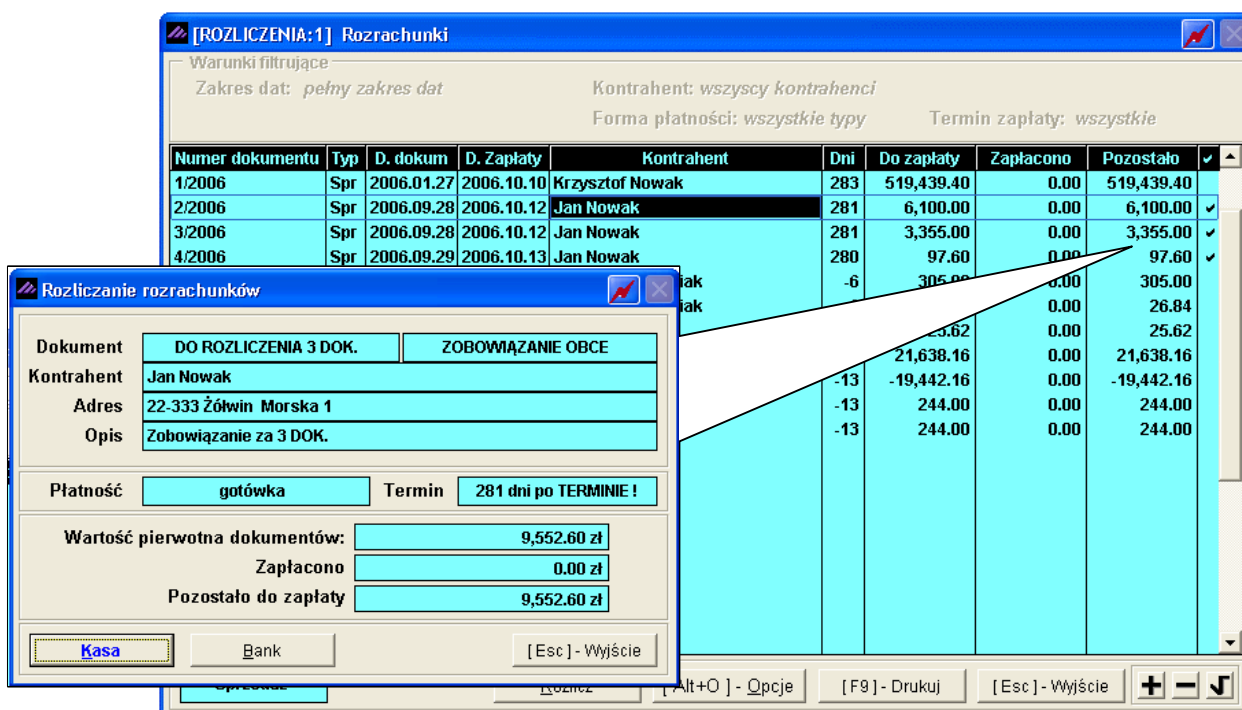 [ROZLICZENIA:1] Rozrachunki
Warunki filtrujące
Zakres dat: pełny zakres dat Kontrahent: wszyscy kontrahenci
Forma płatności: wszystkie typy Termin zapłaty: wszystkie
Numer dokumentu Typ D. dokum D. Zapłaty Kontrahent Dni Do zapłaty Zapłacono Pozostało ✓
1/2006 Spr 2006.01.27 2006.10.10 Krzysztof Nowak 283 519,439.40 0.00 519,439.40
2/2006 Spr 2006.09.28 2006.10.12 Jan Nowak 281 6,100.00 0.00 6,100.00 ✓
3/2006 Spr 2006.09.28 2006.10.12 Jan Nowak 281 3,355.00 0.00 3,355.00 ✓
4/2006 Spr 2006.09.29 2006.10.13 Jan Nowak 280 97.60 0.00 97.60 ✓
iak -6 305.00 0.00 305.00
iak 0.00 26.84
25.62 0.00 25.62
21,638.16 0.00 21,638.16
-13 -19,442.16 0.00 -19,442.16
-13 244.00 0.00 244.00
-13 244.00 0.00 244.00
Rozlicz [ Alt+O ] - Opcje [ F9 ] - Drukuj [ Esc ] - Wyjście
Rozliczanie rozrachunków
Dokument DO ROZLICZENIA 3 DOK. ZOBOWIĄZANIE OBCE
Kontrahent Jan Nowak
Adres 22-333 Żółwin Morska 1
Opis Zobowiązanie za 3 DOK.
Płatność gotówka Termin 281 dni po TERMINIE !
Wartość pierwotna dokumentów: 9,552.60 zł
Zapłacono 0.00 zł
Pozostało do zapłaty 9,552.60 zł
Kasa Bank [ Esc ] - Wyjście